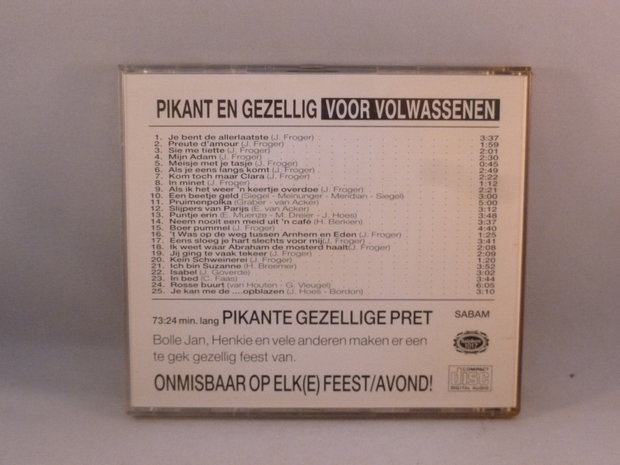 PIKANT EN GEZELLIG VOOR VOLWASSENEN
1. Je bent de allerlaatste (J. Froger) 3:37
2. Preute d'amour (J. Froger) 1:59
3. Sie me tiette (J. Froger) 2:01
4. Mijn Adam (J. Froger) 2:30
5. Meisje met je tasje (J. Froger) 0:45
6. Als je eens langs komt (J. Froger) 2:49
7. Kom toch maar Clara (J. Froger) 2:22
8. In minet (J. Froger) 1:12
9. Als ik het weer 'n keertje overdoe (J. Froger) 2:21
10. Een beetje geld (Siegel - Meinunger - Meridian - Siegel) 3:00
11. Pruimenpolka (Graber - van Acker) 5:00
12. Slijpers van Parijs (E. van Acker) 3:12
13. Puntje erin (E. Muenze - M. Dreier - J. Hoes) 3:48
14. Neem nooit een meid uit 'n café (H. Berken) 3:37
15. Boer pummel (J. Froger) 4:40
16. 't Was op de weg tussen Arnhem en Eden (J. Froger) 1:25
17. Eens sloeg je hart slechts voor mij(J. Froger) 3:41
18. Ik weet waar Abraham de mosterd haalt(J. Froger) 2:08
19. Jij ging te vaak tekeer (J. Froger) 2:09
20. Kein Schweinerei (J. Froger) 1:20
21. Ich bin Suzanne (H. Breemer) 3:52
22. Isabel (J. Goverde) 3:02
23. In bed (C. Faas) 3:44
24. Rosse buurt (van Houten - G. Vleugel) 6:05
25. Je kan me de ....opblazen (J. Hoes - Bordon) 3:10
73:24 min. lang PIKANTE GEZELLIGE PRET SABAM
Bolle Jan, Henkie en vele anderen maken er een
te gek gezellig feest van.
ONMISBAAR OP ELK(E) FEEST/AVOND!
COMPACT
disc
DIGITAL AUDIO